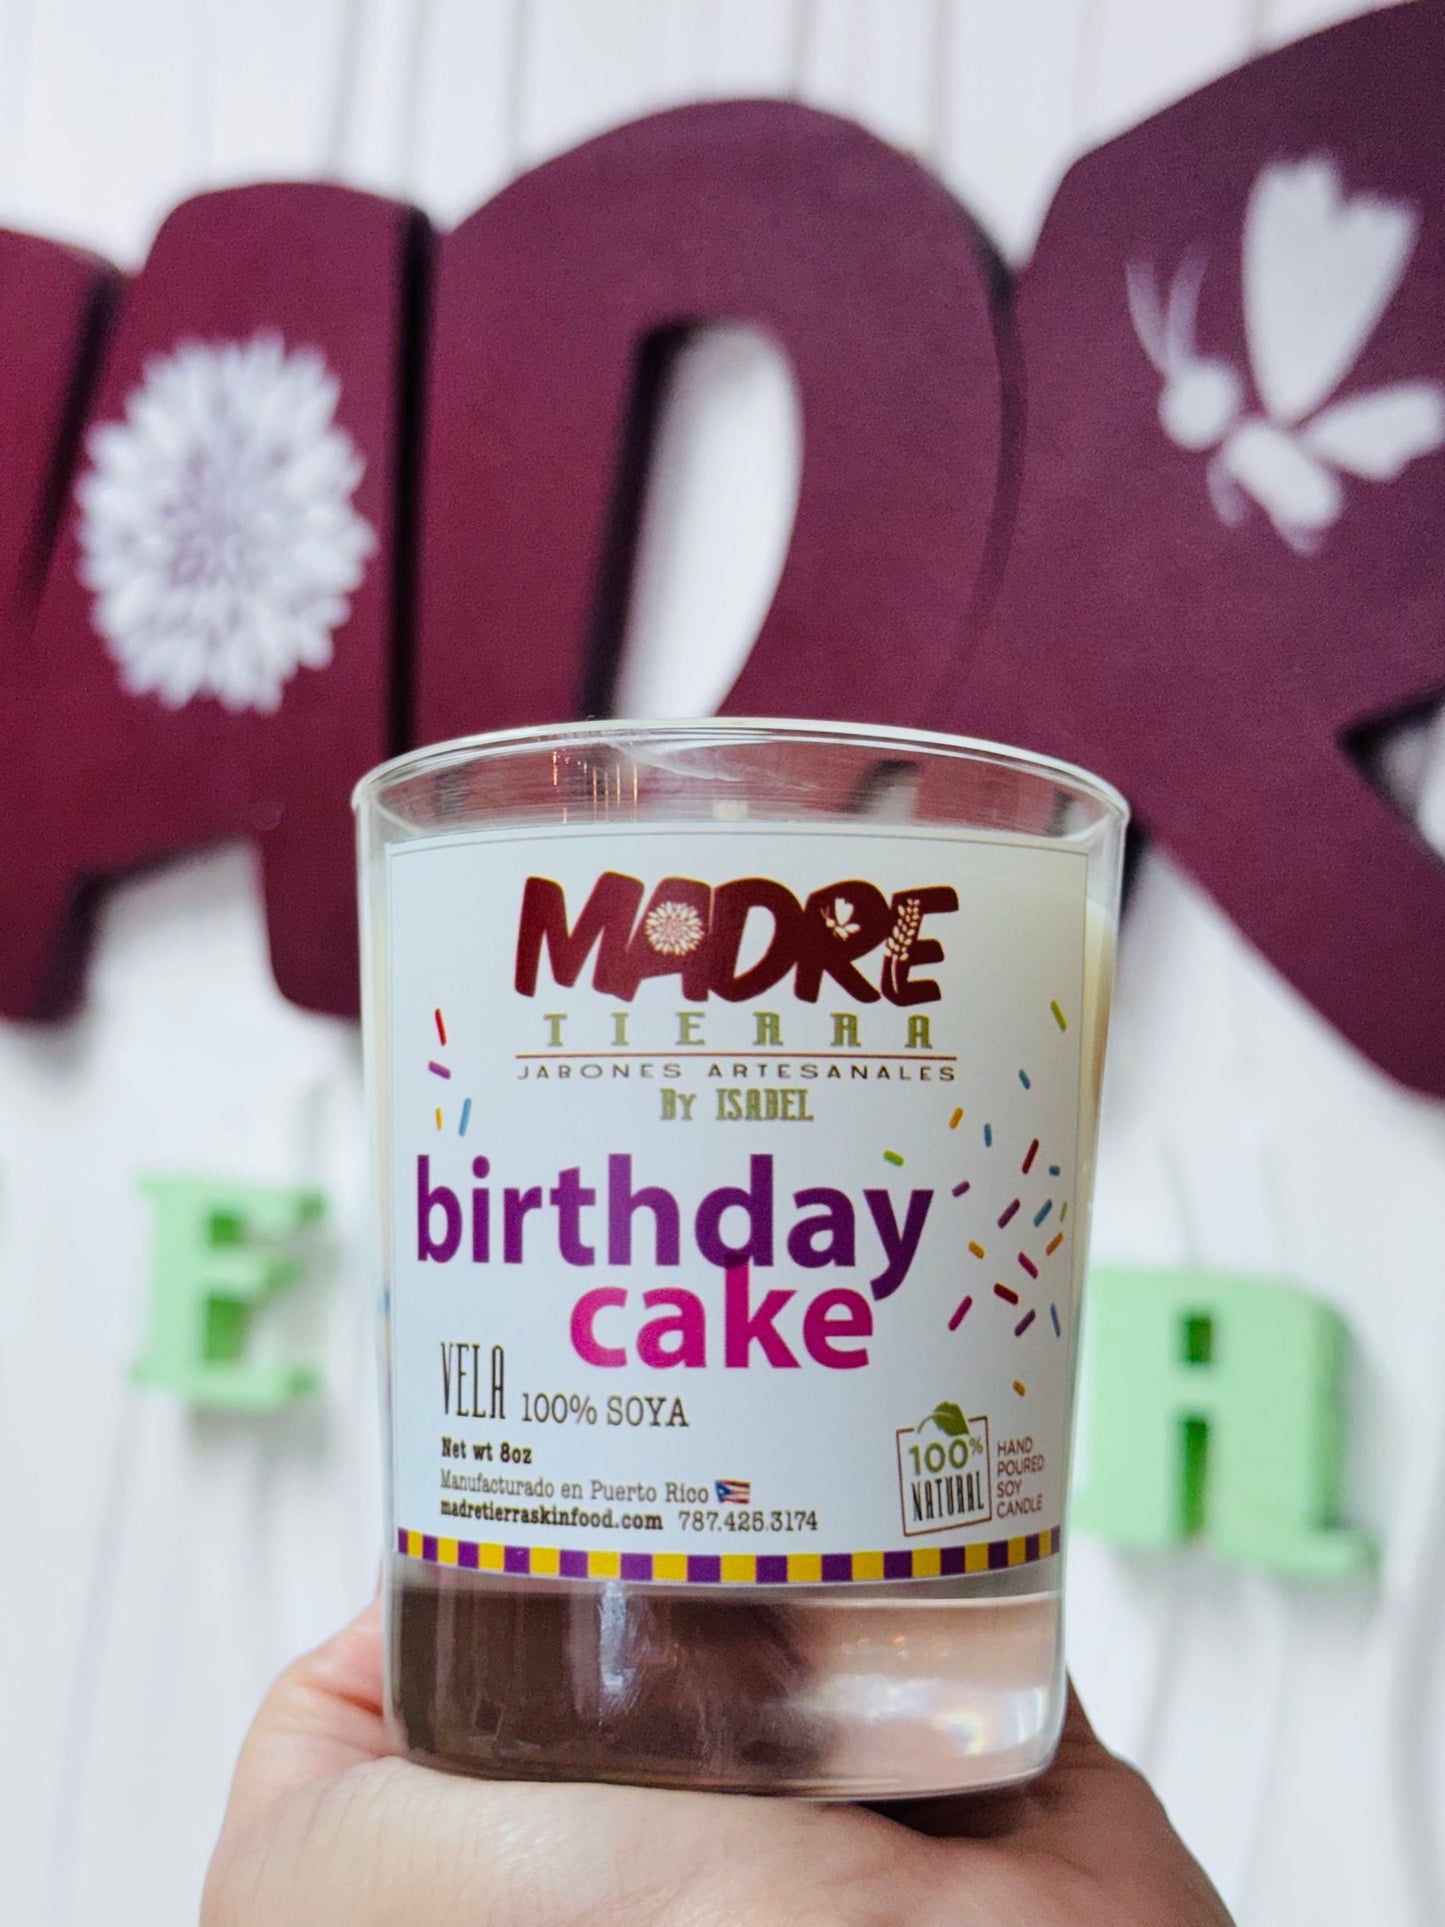 MADRE
TIERRA
JABONES ARTESANALES
By ISABEL
birthday
cake
VELA 100% SOYA
Net wt 8oz
Manufacturado en Puerto Rico
madretierraskinfood.com 787.425.3174
100%
NATURAL
HAND
POURED
SOY
CANDLE
ADR
E
R